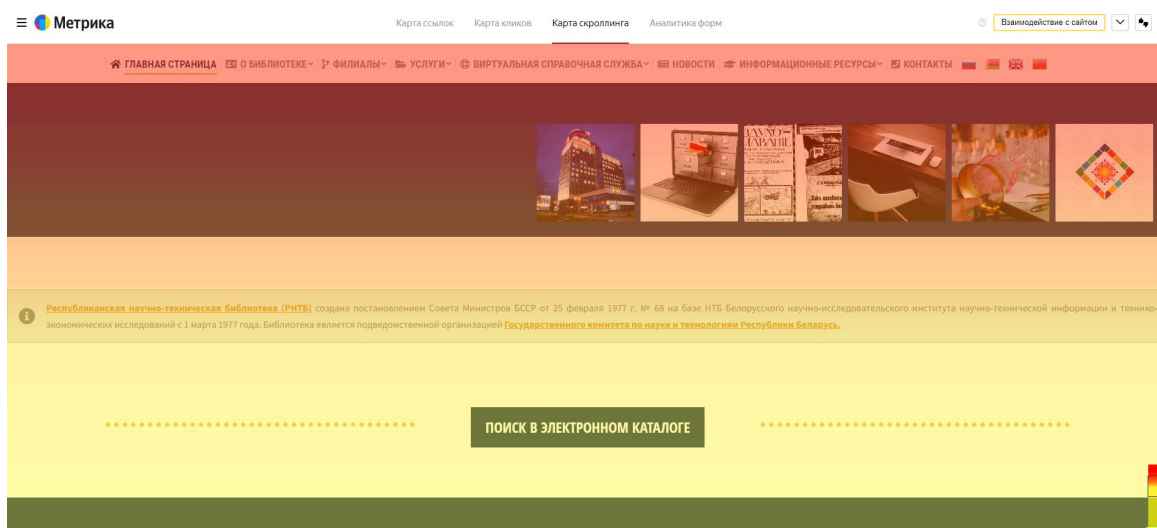 Метрика
Карта ссылок Карта кликов Карта скроллинга Аналитика форм
Взаимодействие с сайтом
ГЛАВНАЯ СТРАНИЦА О БИБЛИОТЕКЕ ФИЛИАЛЫ УСЛУГИ ВИРТУАЛЬНАЯ СПРАВОЧНАЯ СЛУЖБА НОВОСТИ ИНФОРМАЦИОННЫЕ РЕСУРСЫ КОНТАКТЫ
Республиканская научно-техническая библиотека (РНТБ) создана постановлением Совета Министров БССР от 25 февраля 1977 г. № 68 на базе НТБ Белорусского научно-исследовательского института научно-технической информации и технико-
экономических исследований с 1 марта 1977 года. Библиотека является подведомственной организацией Государственного комитета по науке и технологиям Республики Беларусь.
ПОИСК В ЭЛЕКТРОННОМ КАТАЛОГЕ